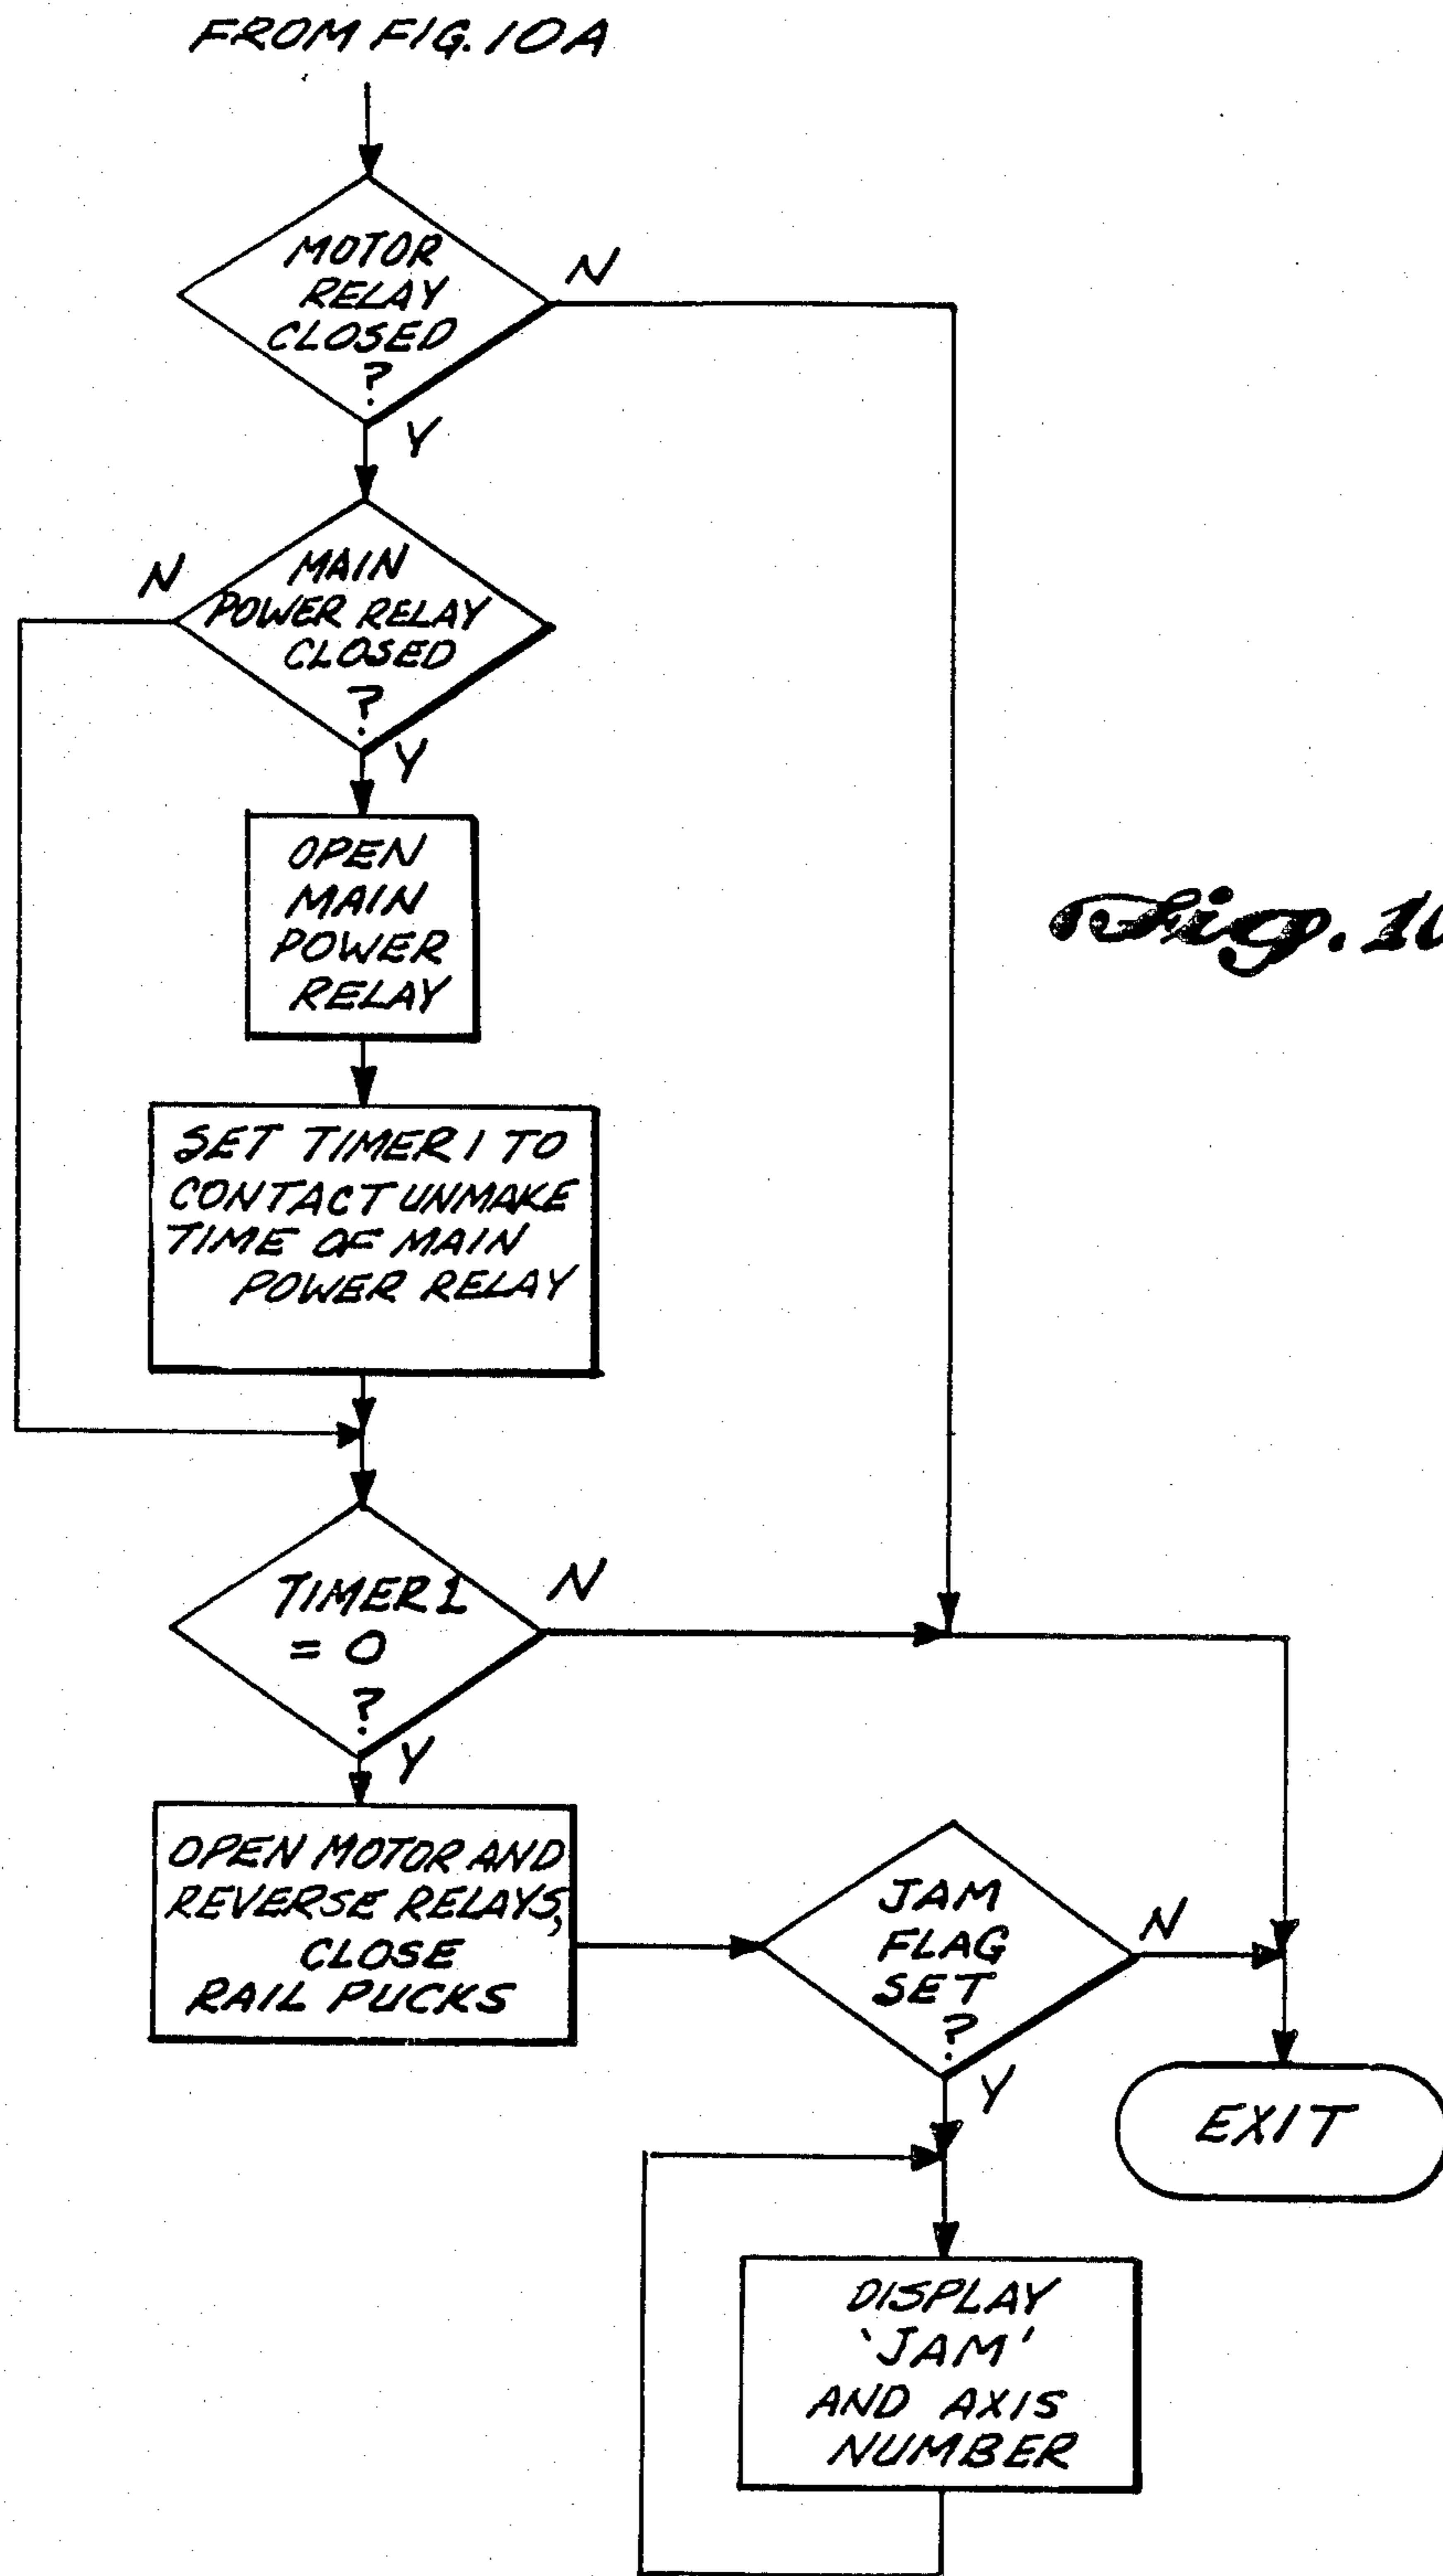 FROM FIG. 10A
MOTOR
RELAY
CLOSED
?
N
Y
MAIN
POWER RELAY
CLOSED
?
N
Y
OPEN
MAIN
POWER
RELAY
Fig. 10
SET TIMER 1 TO
CONTACT UNMAKE
TIME OF MAIN
POWER RELAY
TIMER 1
= 0
?
N
Y
OPEN MOTOR AND
REVERSE RELAYS,
CLOSE
RAIL PUCKS
JAM
FLAG
SET
?
N
Y
EXIT
DISPLAY
'JAM'
AND AXIS
NUMBER